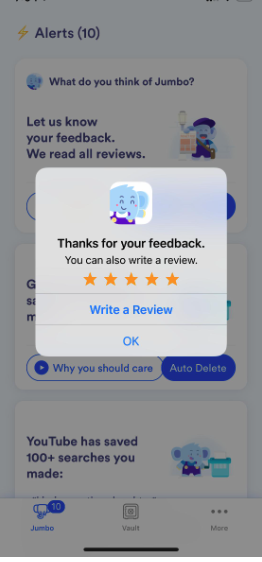 Alerts (10)
What do you think of Jumbo?
Let us know
your feedback.
We read all reviews.
Thanks for your feedback.
You can also write a review.
Write a Review
OK
Why you should care
Auto Delete
YouTube has saved
100+ searches you
made:
10
Jumbo
Vault
More